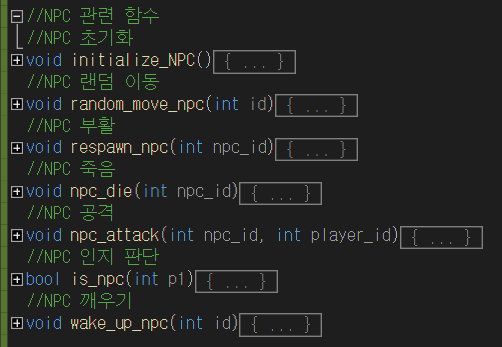 //NPC 관련 함수
//NPC 초기화
void initialize_NPC() { ... }
//NPC 랜덤 이동
void random_move_npc(int id) { ... }
//NPC 부활
void respawn_npc(int npc_id) { ... }
//NPC 죽음
void npc_die(int npc_id) { ... }
//NPC 공격
void npc_attack(int npc_id, int player_id) { ... }
//NPC 인지 판단
bool is_npc(int p1) { ... }
//NPC 깨우기
void wake_up_npc(int id) { ... }